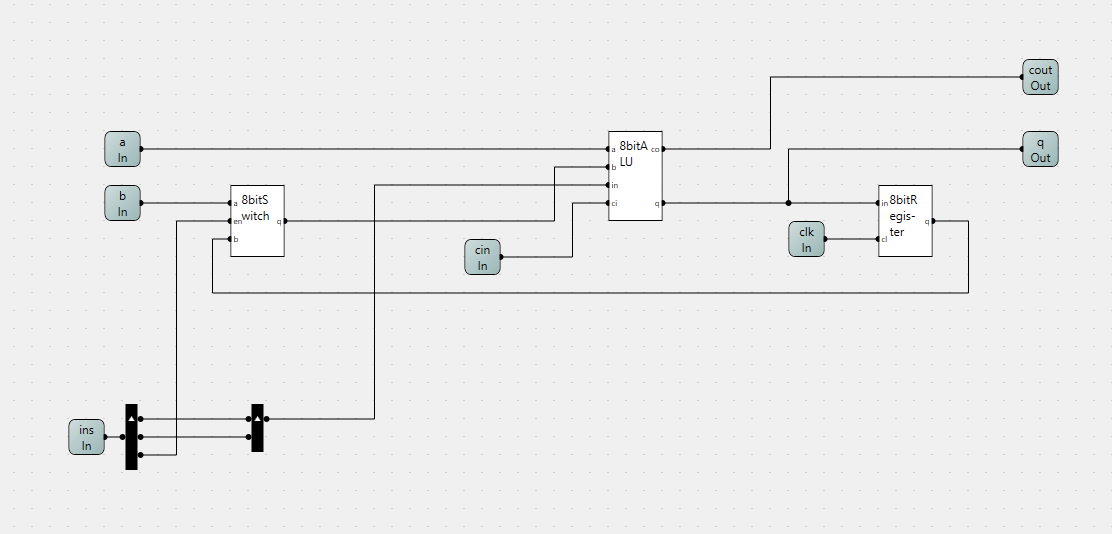 cout
Out
a
In
a
b
in
ci
8bitA
LU
co
q
q
Out
b
In
a
en
b
8bitS
witch
q
cin
In
clk
In
in
cl
8bitR
egis-
ter
q
ins
In